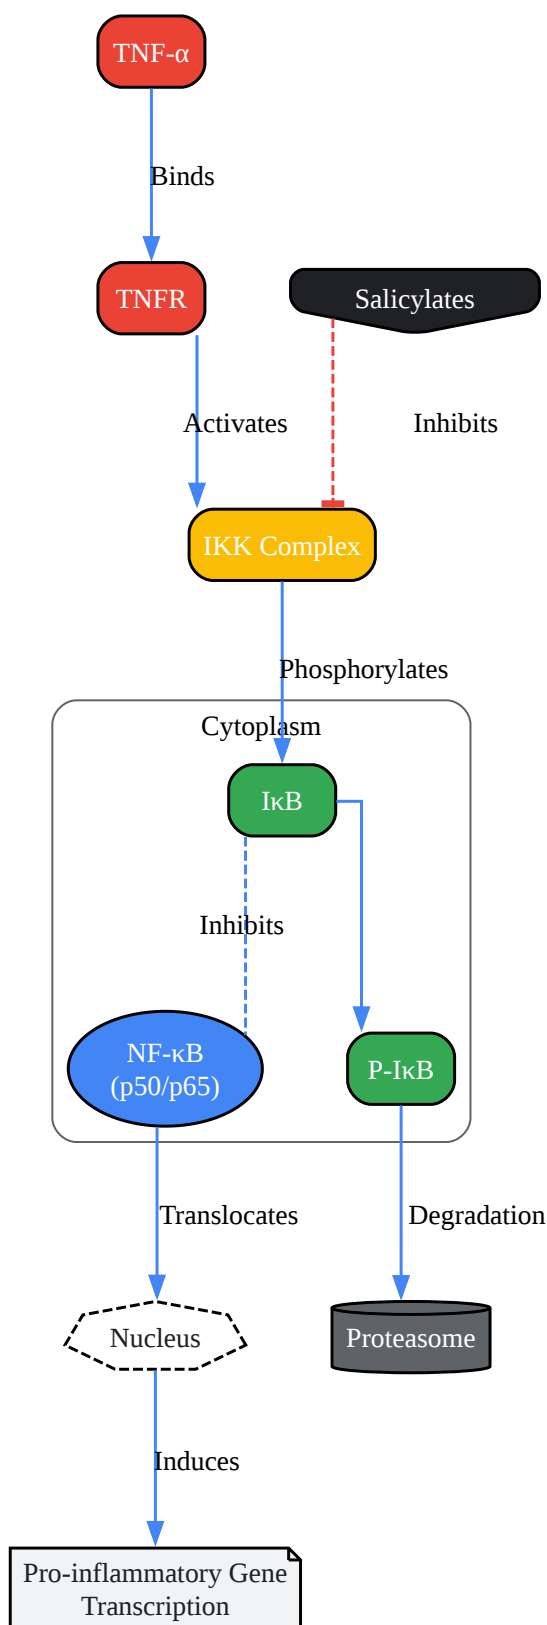 TNF-α
Binds
TNFR
Salicylates
Activates
Inhibits
IKK Complex
Phosphorylates
Cytoplasm
IκB
Inhibits
NF-κB
(p50/p65)
P-IκB
Translocates
Degradation
Nucleus
Proteasome
Induces
Pro-inflammatory Gene
Transcription